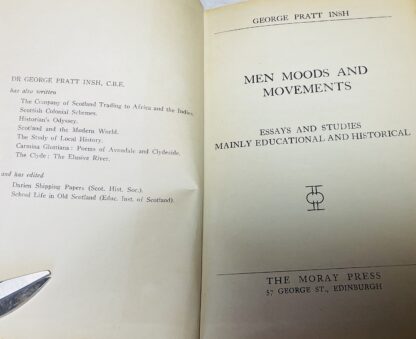 DR GEORGE PRATT INSH, C.B.E.
has also written
The Company of Scotland Trading to Africa and the Indies.
Scottish Colonial Schemes.
Historian's Odyssey.
Scotland and the Modern World.
The Study of Local History.
Carmina Glottiana : Poems of Avondale and Clydeside.
The Clyde : The Elusive River.
and has edited
Darien Shipping Papers (Scot. Hist. Soc.).
School Life in Old Scotland (Educ. Inst. of Scotland).
GEORGE PRATT INSH
MEN MOODS AND
MOVEMENTS
ESSAYS AND STUDIES
MAINLY EDUCATIONAL AND HISTORICAL
THE MORAY PRESS
57 GEORGE ST., EDINBURGH